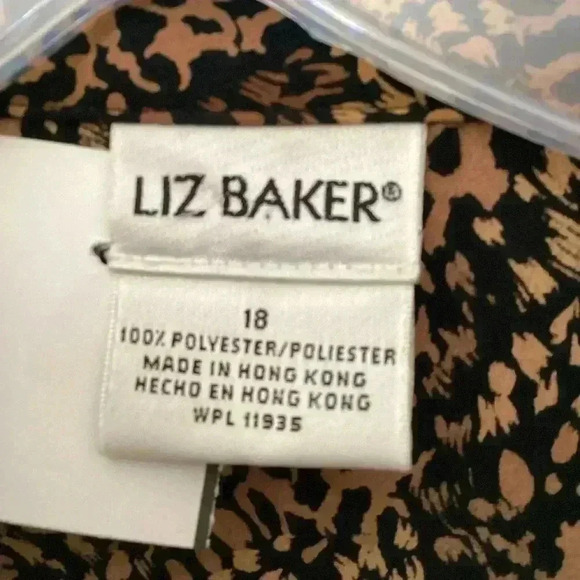 LIZ BAKER®
18
100% POLYESTER/POLIESTER
MADE IN HONG KONG
HECHO EN HONG KONG
WPL 11935